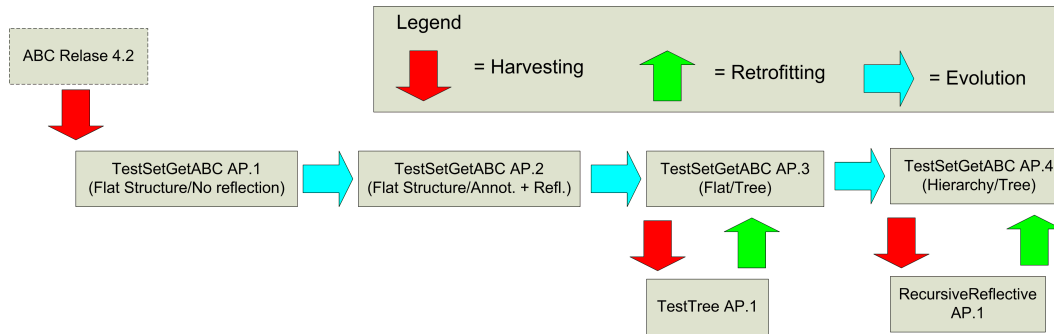 Legend
ABC Relase 4.2
= Harvesting
= Retrofitting
= Evolution
TestSetGetABC AP.1
(Flat Structure/No reflection)
TestSetGetABC AP.2
(Flat Structure/Annot. + Refl.)
TestSetGetABC AP.3
(Flat/Tree)
TestSetGetABC AP.4
(Hierarchy/Tree)
TestTree AP.1
RecursiveReflective
AP.1